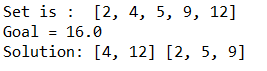 Set is :  [2, 4, 5, 9, 12]
Goal = 16.0
Solution: [4, 12] [2, 5, 9]